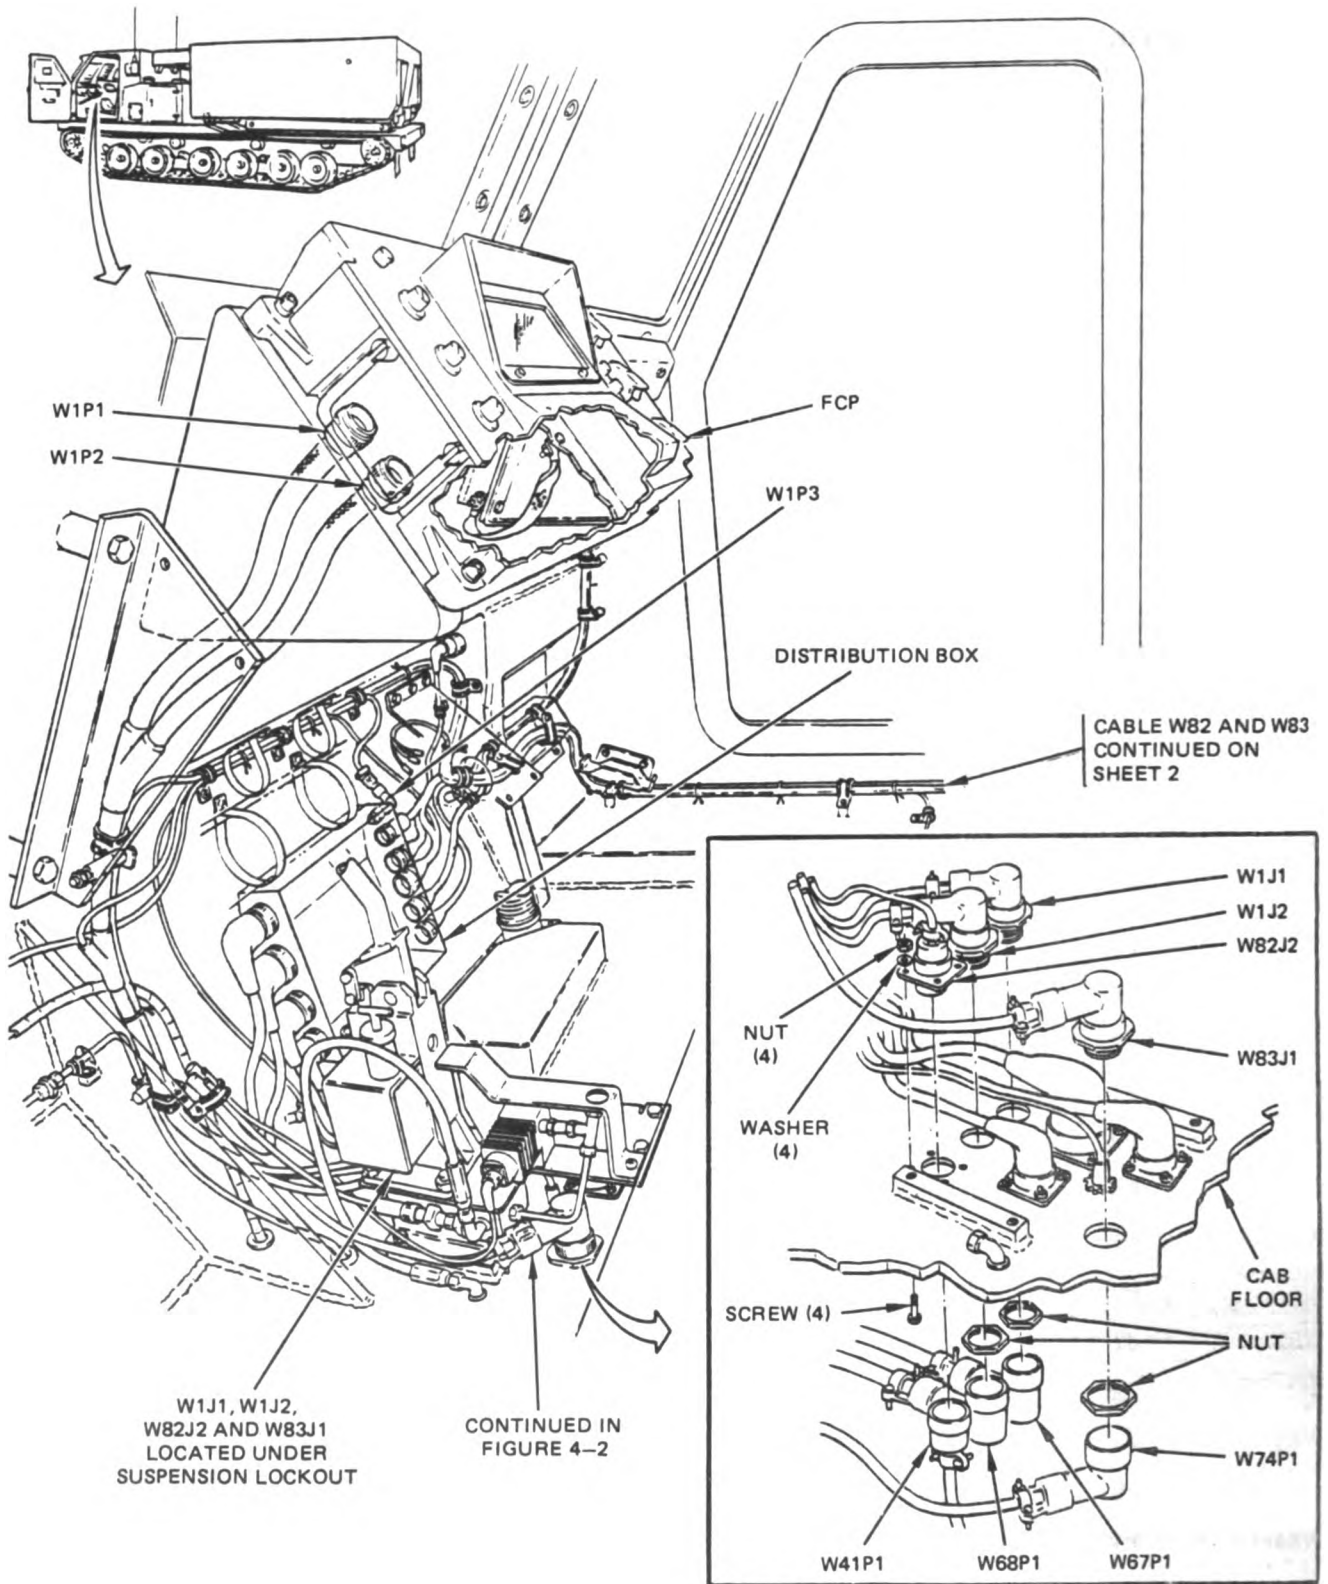 W1P1
W1P2
FCP
W1P3
DISTRIBUTION BOX
CABLE W82 AND W83
CONTINUED ON
SHEET 2
W1J1
W1J2
W82J2
NUT
(4)
W83J1
WASHER
(4)
CAB
FLOOR
SCREW (4)
NUT
W1J1, W1J2,
W82J2 AND W83J1
LOCATED UNDER
SUSPENSION LOCKOUT
CONTINUED IN
FIGURE 4–2
W74P1
W41P1
W68P1
W67P1